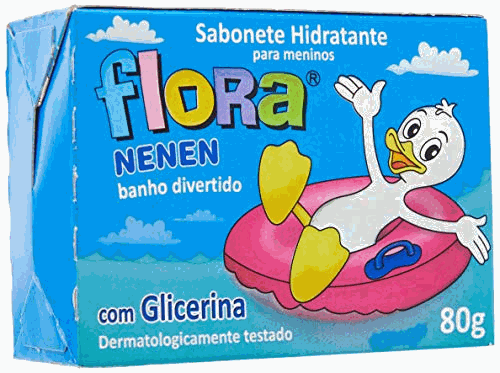 Sabonete Hidratante
para meninos
flora®
NENEN
banho divertido
com Glicerina
Dermatologicamente testado
80g